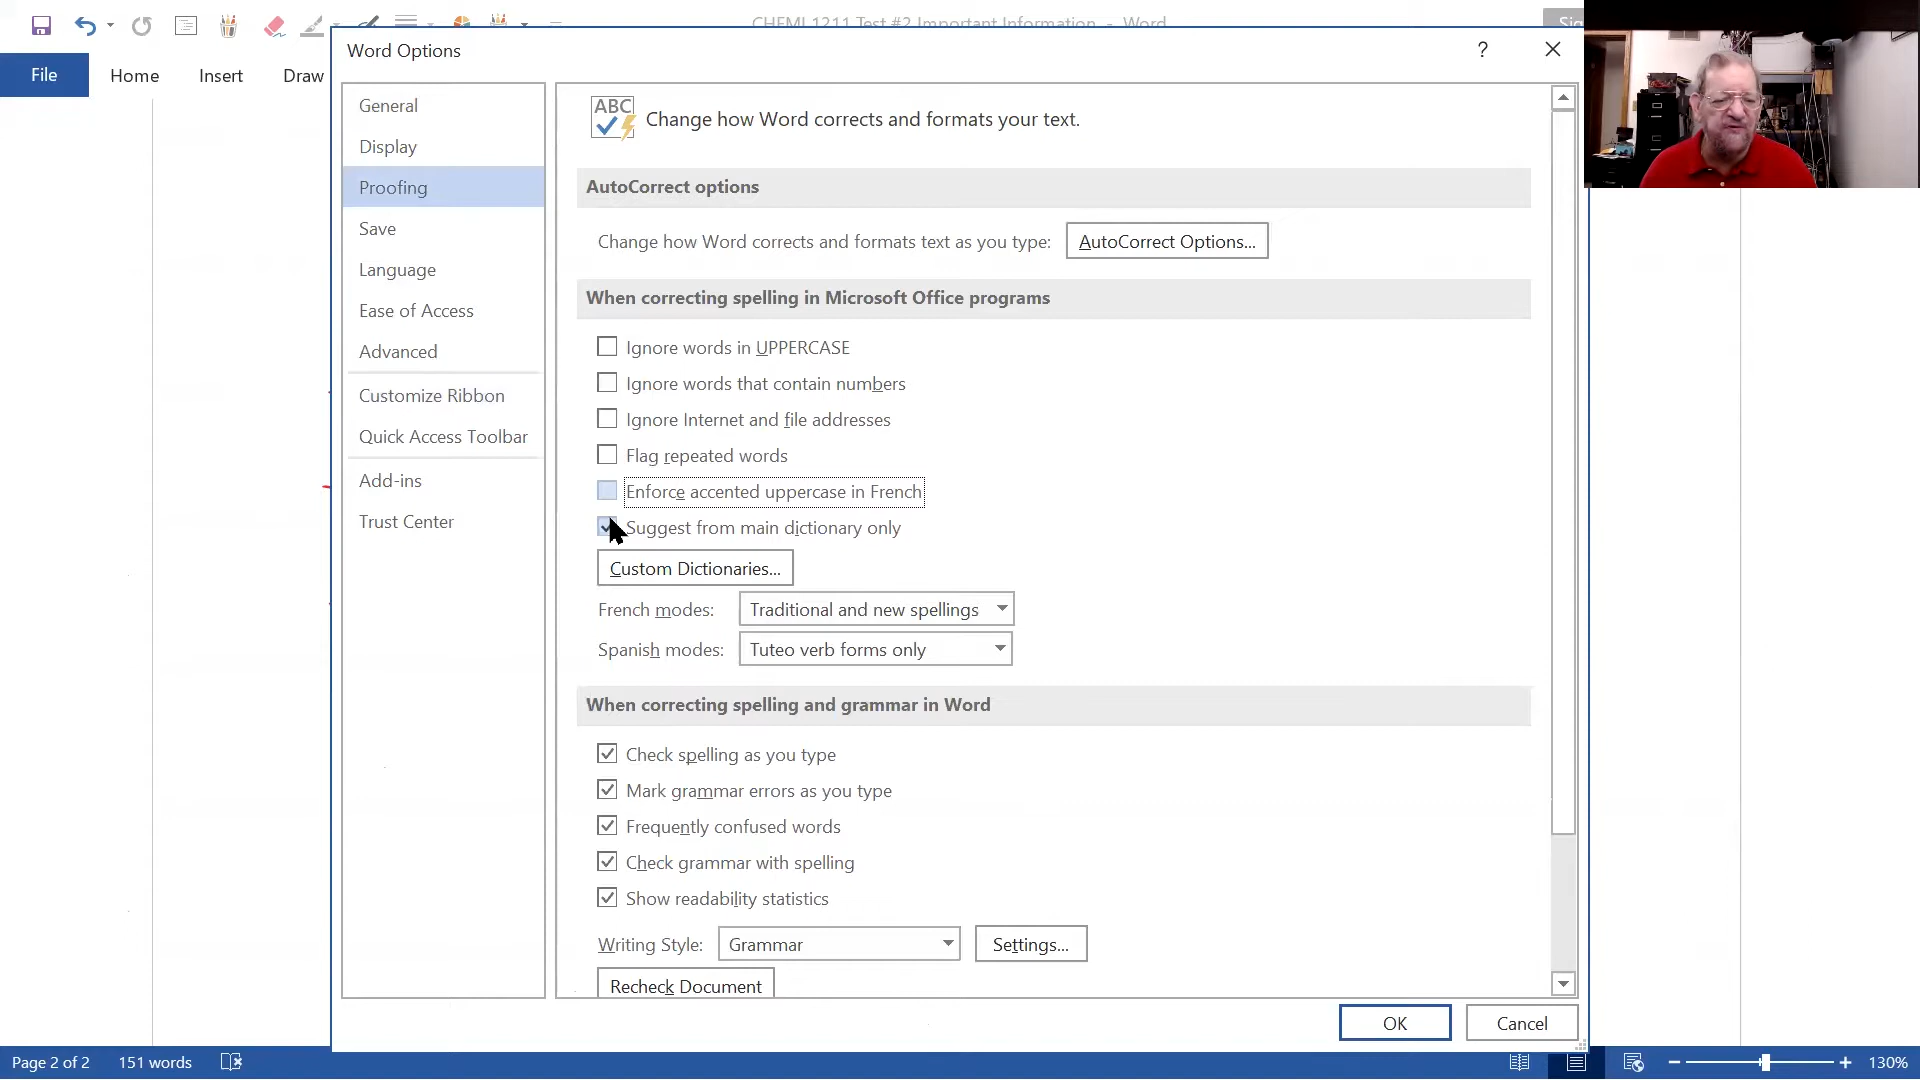 CHEML1211 Test #2 Important Information - Word
Sig
File Home Insert Draw
Word Options
?
General
Display
Proofing
Save
Language
Ease of Access
Advanced
Customize Ribbon
Quick Access Toolbar
Add-ins
Trust Center
ABC
Change how Word corrects and formats your text.
AutoCorrect options
Change how Word corrects and formats text as you type: AutoCorrect Options...
When correcting spelling in Microsoft Office programs
Ignore words in UPPERCASE
Ignore words that contain numbers
Ignore Internet and file addresses
Flag repeated words
Enforce accented uppercase in French
Suggest from main dictionary only
Custom Dictionaries...
French modes: Traditional and new spellings
Spanish modes: Tuteo verb forms only
When correcting spelling and grammar in Word
Check spelling as you type
Mark grammar errors as you type
Frequently confused words
Check grammar with spelling
Show readability statistics
Writing Style: Grammar Settings...
Recheck Document
OK Cancel
Page 2 of 2 151 words 130%